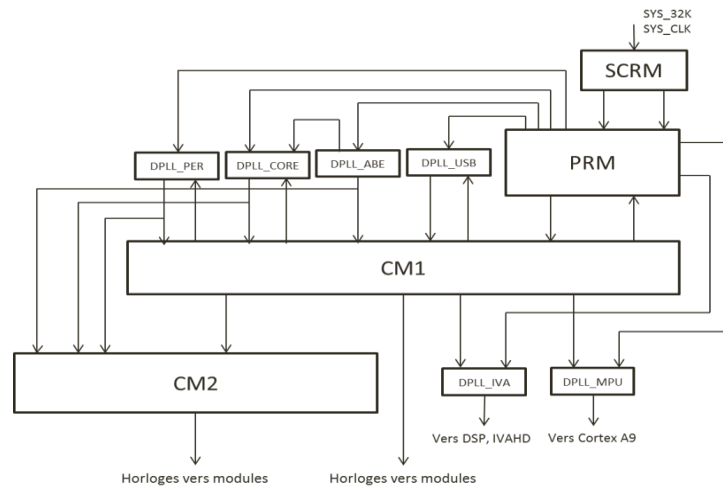 SYS_32K
SYS_CLK
SCRM
DPLL_PER
DPLL_CORE
DPLL_ABE
DPLL_USB
PRM
CM1
CM2
DPLL_IVA
DPLL_MPU
Vers DSP, IVAHD
Vers Cortex A9
Horloges vers modules
Horloges vers modules